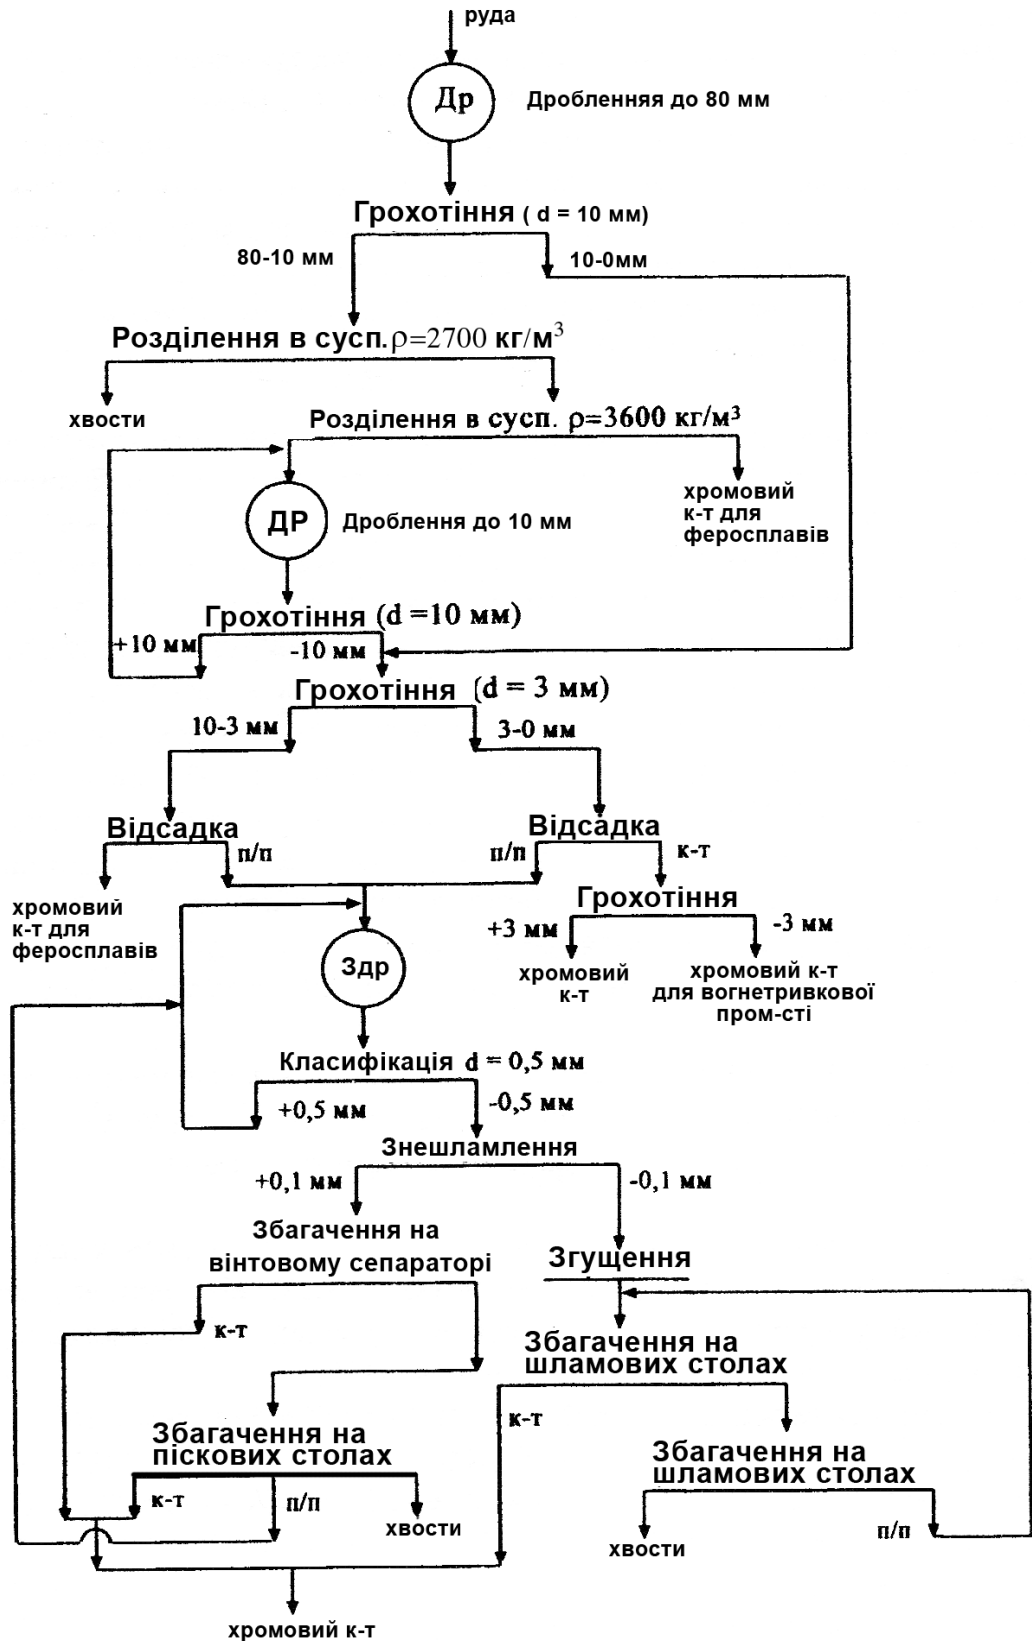 руда
Др
Дробленняя до 80 мм
Грохотіння ( d = 10 мм)
80-10 мм
10-0мм
Розділення в сусп. ρ=2700 кг/м³
хвости
Розділення в сусп. ρ=3600 кг/м³
хромовий
к-т для
феросплавів
ДР
Дроблення до 10 мм
Грохотіння (d =10 мм)
+10 мм
-10 мм
Грохотіння (d = 3 мм)
10-3 мм
3-0 мм
Відсадка
п/п
Відсадка
п/п
к-т
хромовий
к-т для
феросплавів
Грохотіння
+3 мм
-3 мм
хромовий
к-т
хромовий к-т
для вогнетривкової
пром-сті
Здр
Класифікація d = 0,5 мм
+0,5 мм
-0,5 мм
Знешламлення
+0,1 мм
-0,1 мм
Збагачення на
вінтовому сепараторі
Згущення
к-т
Збагачення на
шламових столах
к-т
Збагачення на
піскових столах
к-т
п/п
хвости
Збагачення на
шламових столах
хвости
п/п
хромовий к-т